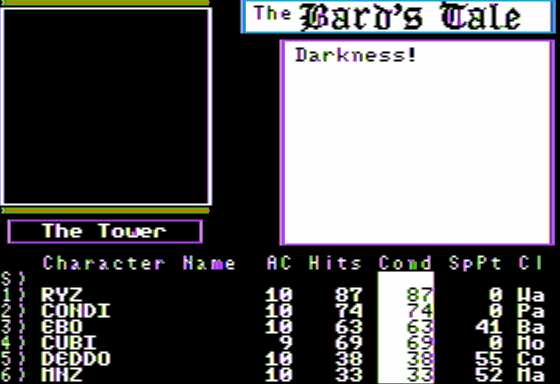 The Bard's Tale
Darkness!
The Tower
Character Name AC Hits Cond SpPt Cl
S)
1) RYZ 10 87 87 0 Wa
2) CONDI 10 74 74 0 Pa
3) EBO 10 63 63 41 Ba
4) CUBI 9 69 69 0 Mo
5) DEDDO 10 38 38 55 Co
6) MNZ 10 33 33 52 Ma